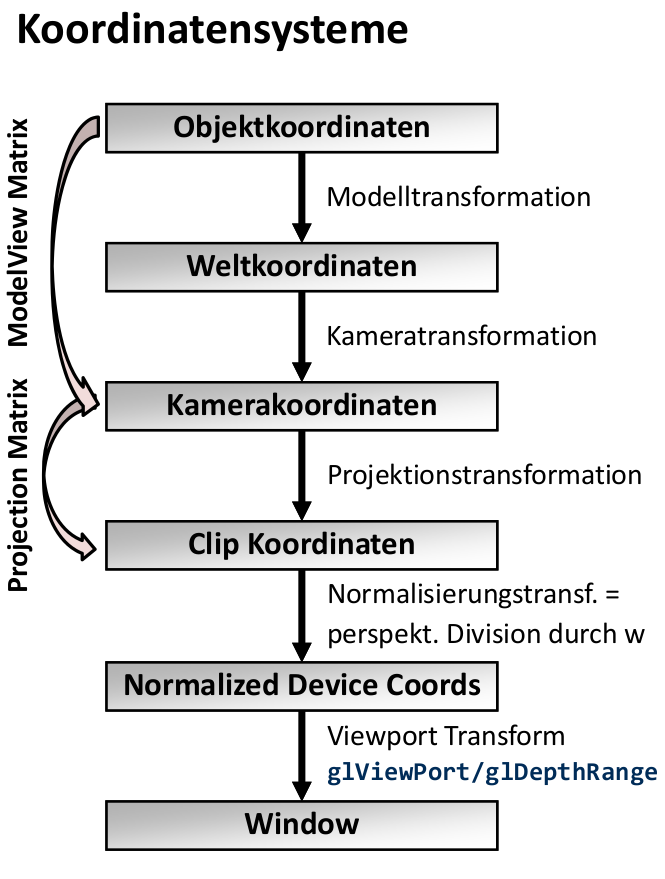 Koordinatensysteme
ModelView Matrix
Projection Matrix
Objektkoordinaten
Modelltransformation
Weltkoordinaten
Kameratransformation
Kamerakoordinaten
Projektionstransformation
Clip Koordinaten
Normalisierungstransf. =
perspekt. Division durch w
Normalized Device Coords
Viewport Transform
glViewPort/glDepthRange
Window